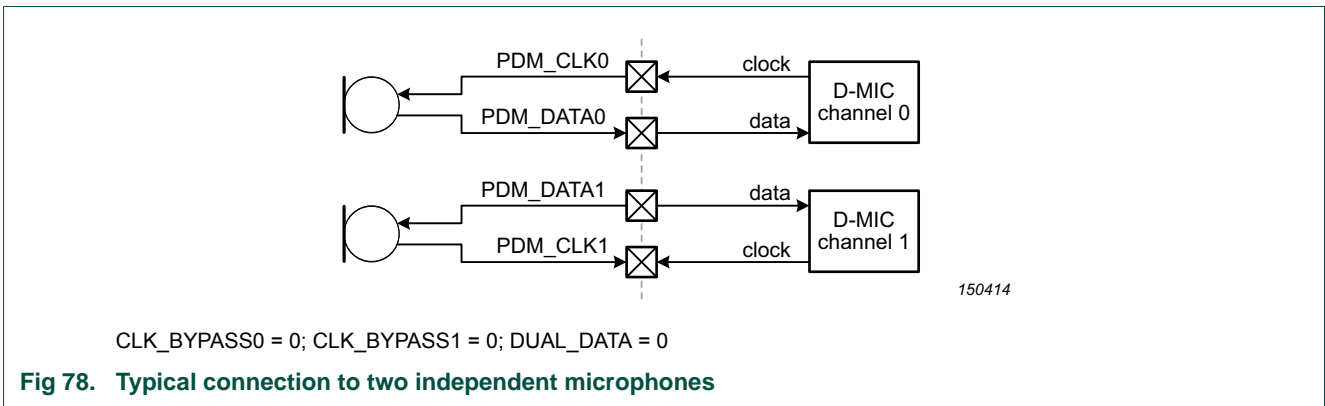 PDM_CLK0
clock
D-MIC
channel 0
PDM_DATA0
data
PDM_DATA1
data
D-MIC
channel 1
PDM_CLK1
clock
150414
CLK_BYPASS0 = 0; CLK_BYPASS1 = 0; DUAL_DATA = 0
Fig 78. Typical connection to two independent microphones